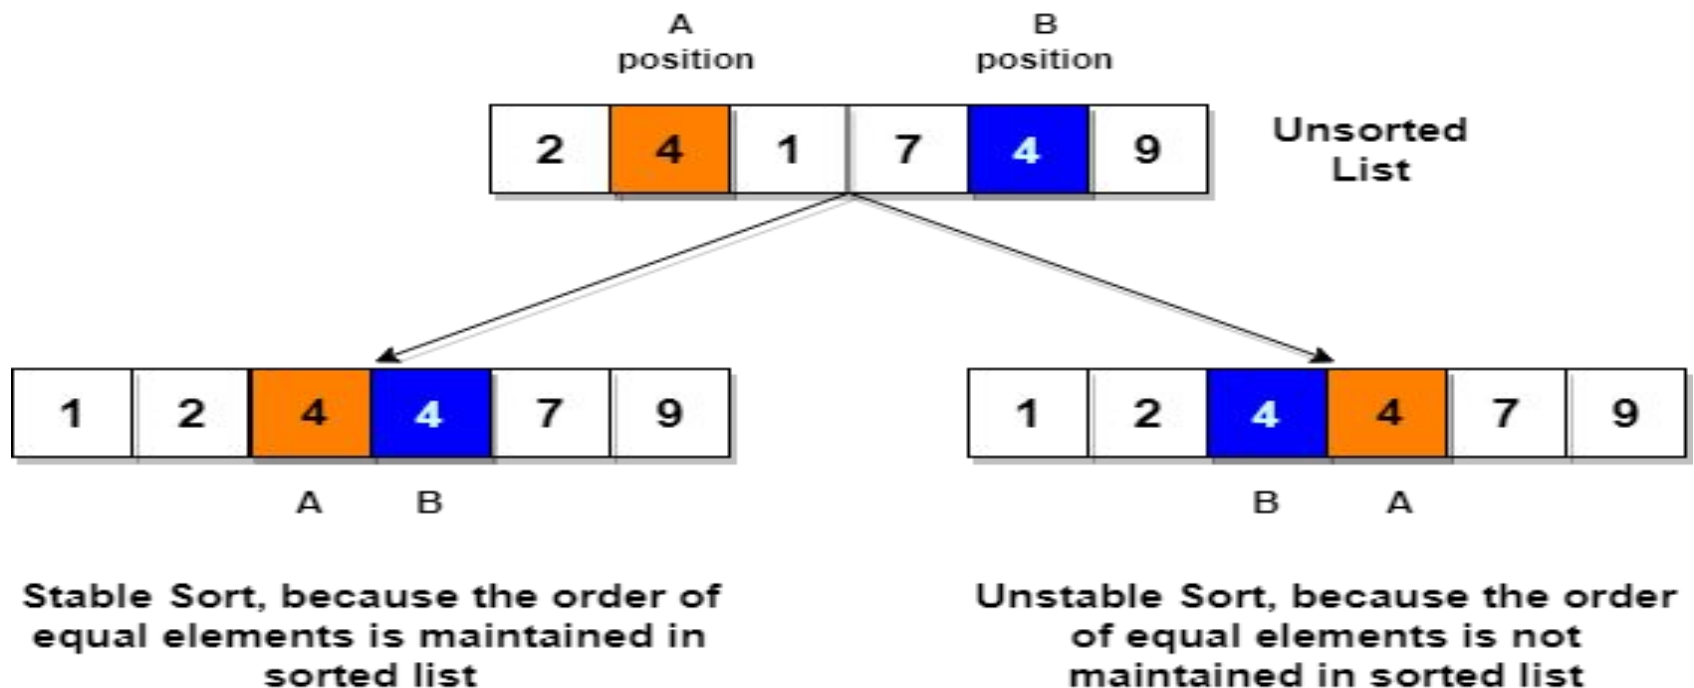 A
position
B
position
2 4 1 7 4 9
Unsorted
List
1 2 4 4 7 9
A B
Stable Sort, because the order of
equal elements is maintained in
sorted list
1 2 4 4 7 9
B A
Unstable Sort, because the order
of equal elements is not
maintained in sorted list